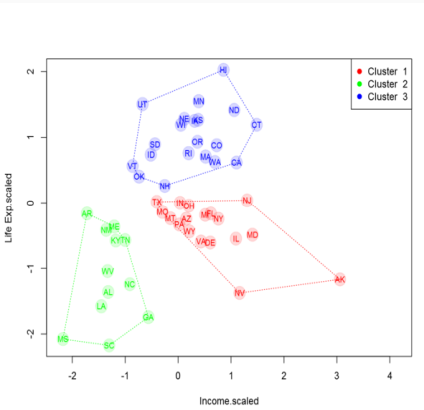 Cluster 1
Cluster 2
Cluster 3
HI
MN
UT
ND
NE
KS
WI
CT
SD
OR
CO
ID
RI
MA
WA
CA
VT
OK
NH
TX
IN
OH
NJ
MO
MT
AZ
NY
PA
WY
VA
DE
IL
MD
NV
AK
AR
NM
ME
KY
TN
WV
NC
AL
LA
GA
MS
SC
2
1
0
-1
-2
Life Exp.scaled
-2
-1
0
1
2
3
4
Income.scaled